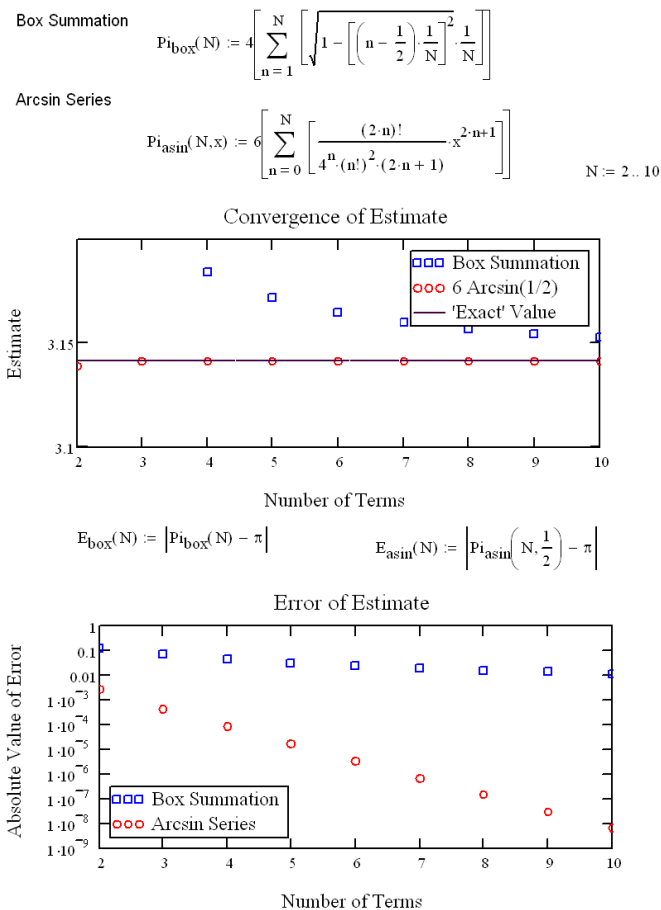 Box Summation
Pi_box(N) := 4[∑_{n = 1}^{N} [√(1 − [(n − 1/2)·1/N]²)·1/N]]
Arcsin Series
Pi_asin(N,x) := 6[∑_{n = 0}^{N} [(2·n)!/(4^n·(n!)²·(2·n + 1))·x^{2·n+1}]]
N := 2 .. 10
Convergence of Estimate
Box Summation
6 Arcsin(1/2)
'Exact' Value
Estimate
3.15
3.1
2 3 4 5 6 7 8 9 10
Number of Terms
E_box(N) := |Pi_box(N) − π|
E_asin(N) := |Pi_asin(N, 1/2) − π|
Error of Estimate
Absolute Value of Error
1
0.1
0.01
1·10⁻³
1·10⁻⁴
1·10⁻⁵
1·10⁻⁶
1·10⁻⁷
1·10⁻⁸
1·10⁻⁹
Box Summation
Arcsin Series
2 3 4 5 6 7 8 9 10
Number of Terms